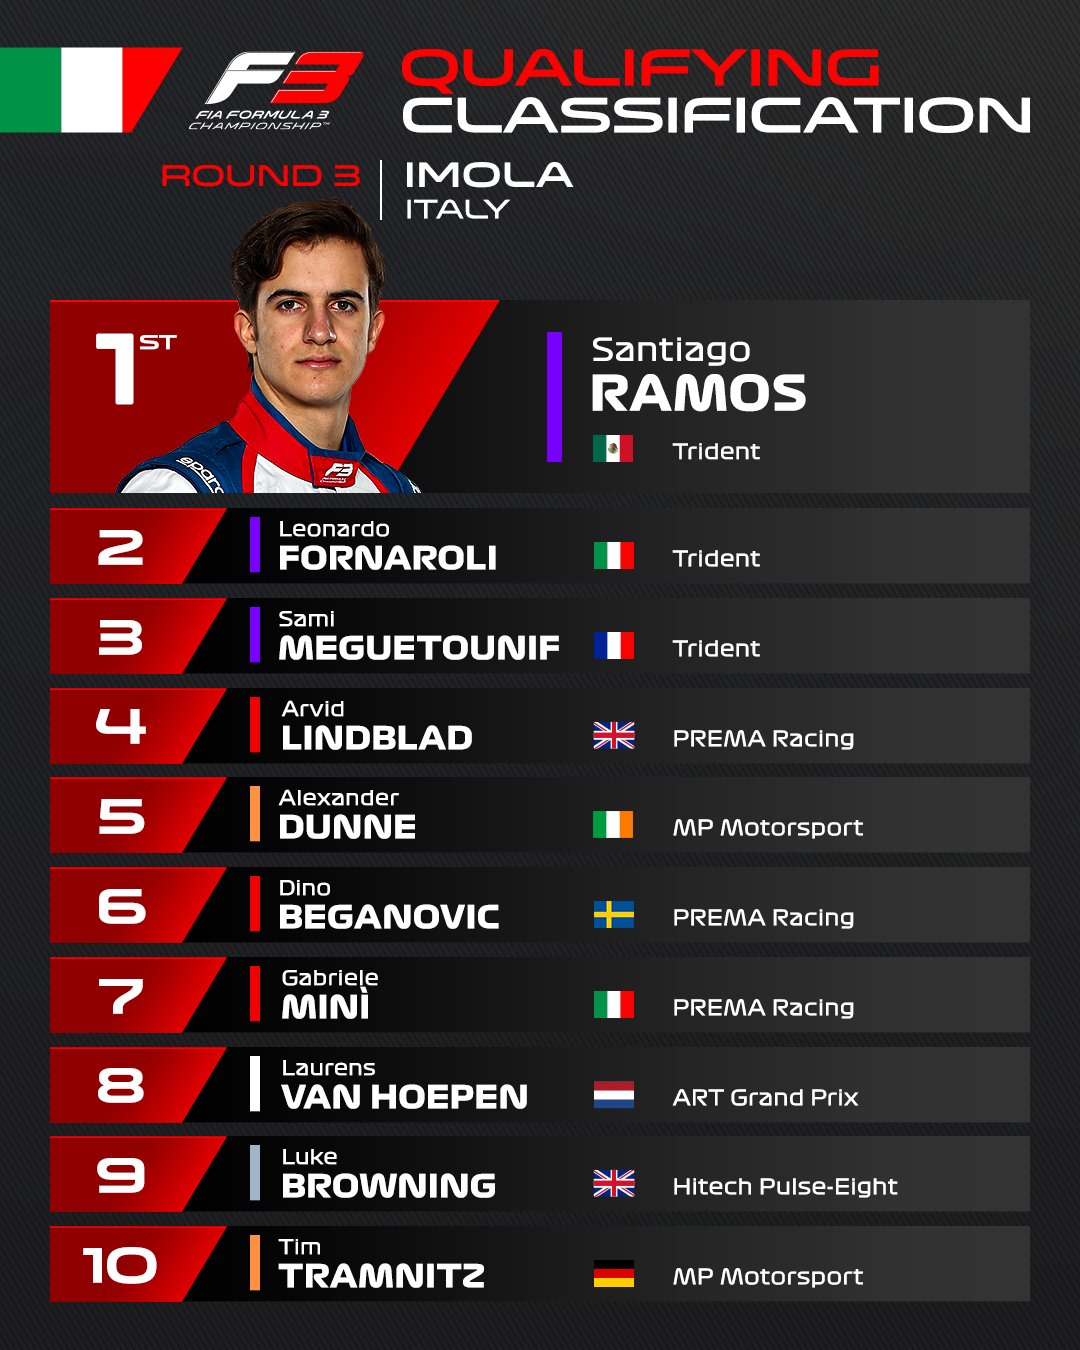 F3
FIA FORMULA 3
CHAMPIONSHIP™
QUALIFYING
CLASSIFICATION
ROUND 3
IMOLA
ITALY
1ST
Santiago
RAMOS
Trident
sparco
F3
2
Leonardo
FORNAROLI
Trident
3
Sami
MEGUETOUNIF
Trident
4
Arvid
LINDBLAD
PREMA Racing
5
Alexander
DUNNE
MP Motorsport
6
Dino
BEGANOVIC
PREMA Racing
7
Gabriele
MINÌ
PREMA Racing
8
Laurens
VAN HOEPEN
ART Grand Prix
9
Luke
BROWNING
Hitech Pulse-Eight
10
Tim
TRAMNITZ
MP Motorsport